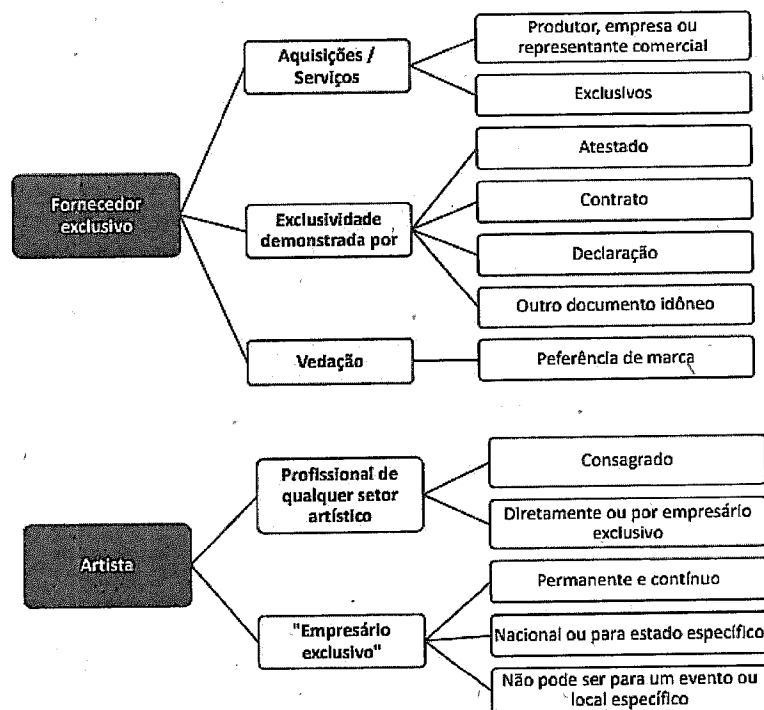 Fornecedor
exclusivo
Aquisições /
Serviços
Produtor, empresa ou
representante comercial
Exclusivos
Exclusividade
demonstrada por
Atestado
Contrato
Declaração
Outro documento idôneo
Vedação
Peferência de marca
Artista
Profissional de
qualquer setor
artístico
Consagrado
Diretamente ou por empresário
exclusivo
"Empresário
exclusivo"
Permanente e contínuo
Nacional ou para estado específico
Não pode ser para um evento ou
local específico